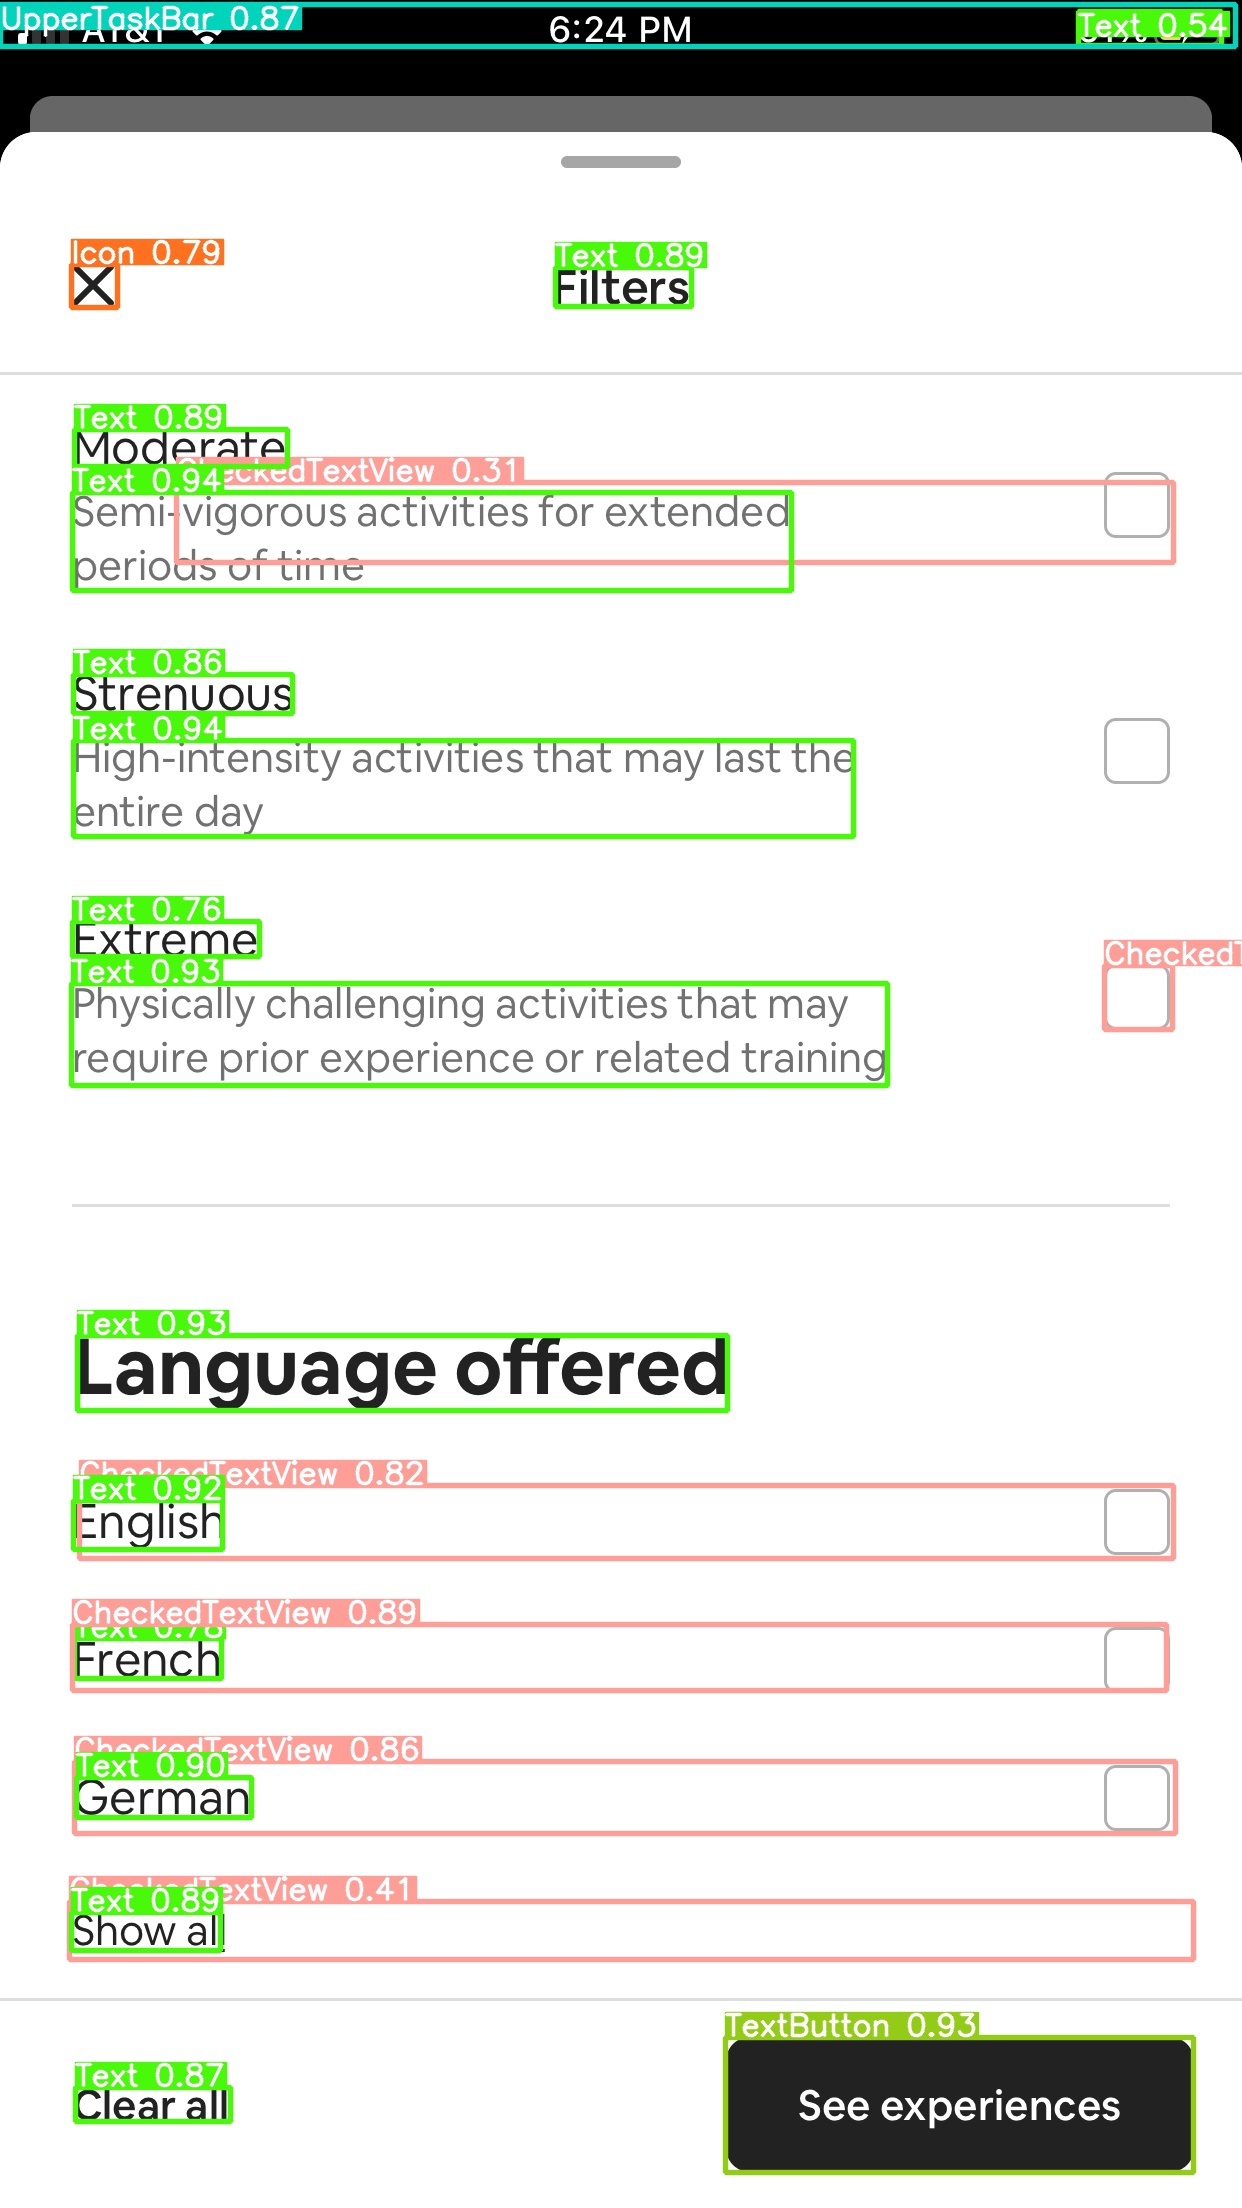 UpperTaskBar 0.87
AT&T
6:24 PM
Text 0.54
Icon 0.79
Text 0.89
Filters
Text 0.89
Moderate
CheckedTextView 0.31
Text 0.94
Semi-vigorous activities for extended
periods of time
Text 0.86
Strenuous
Text 0.94
High-intensity activities that may last the
entire day
Text 0.76
Extreme
CheckedT
Text 0.93
Physically challenging activities that may
require prior experience or related training
Text 0.93
Language offered
CheckedTextView 0.82
Text 0.92
English
CheckedTextView 0.89
Text 0.78
French
CheckedTextView 0.86
Text 0.90
German
CheckedTextView 0.41
Text 0.89
Show all
TextButton 0.93
Text 0.87
Clear all
See experiences